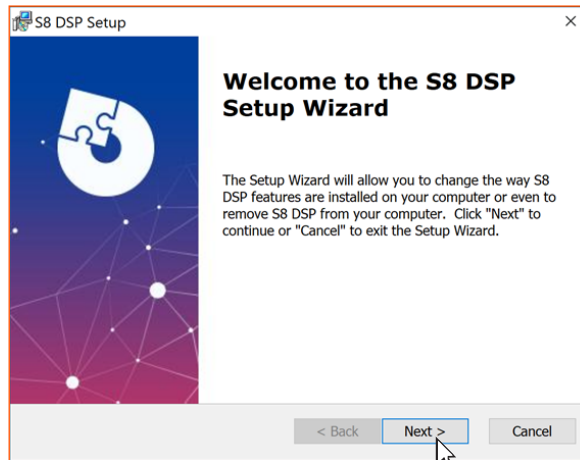 S8 DSP Setup
Welcome to the S8 DSP
Setup Wizard
The Setup Wizard will allow you to change the way S8
DSP features are installed on your computer or even to
remove S8 DSP from your computer.  Click "Next" to
continue or "Cancel" to exit the Setup Wizard.
< Back
Next >
Cancel